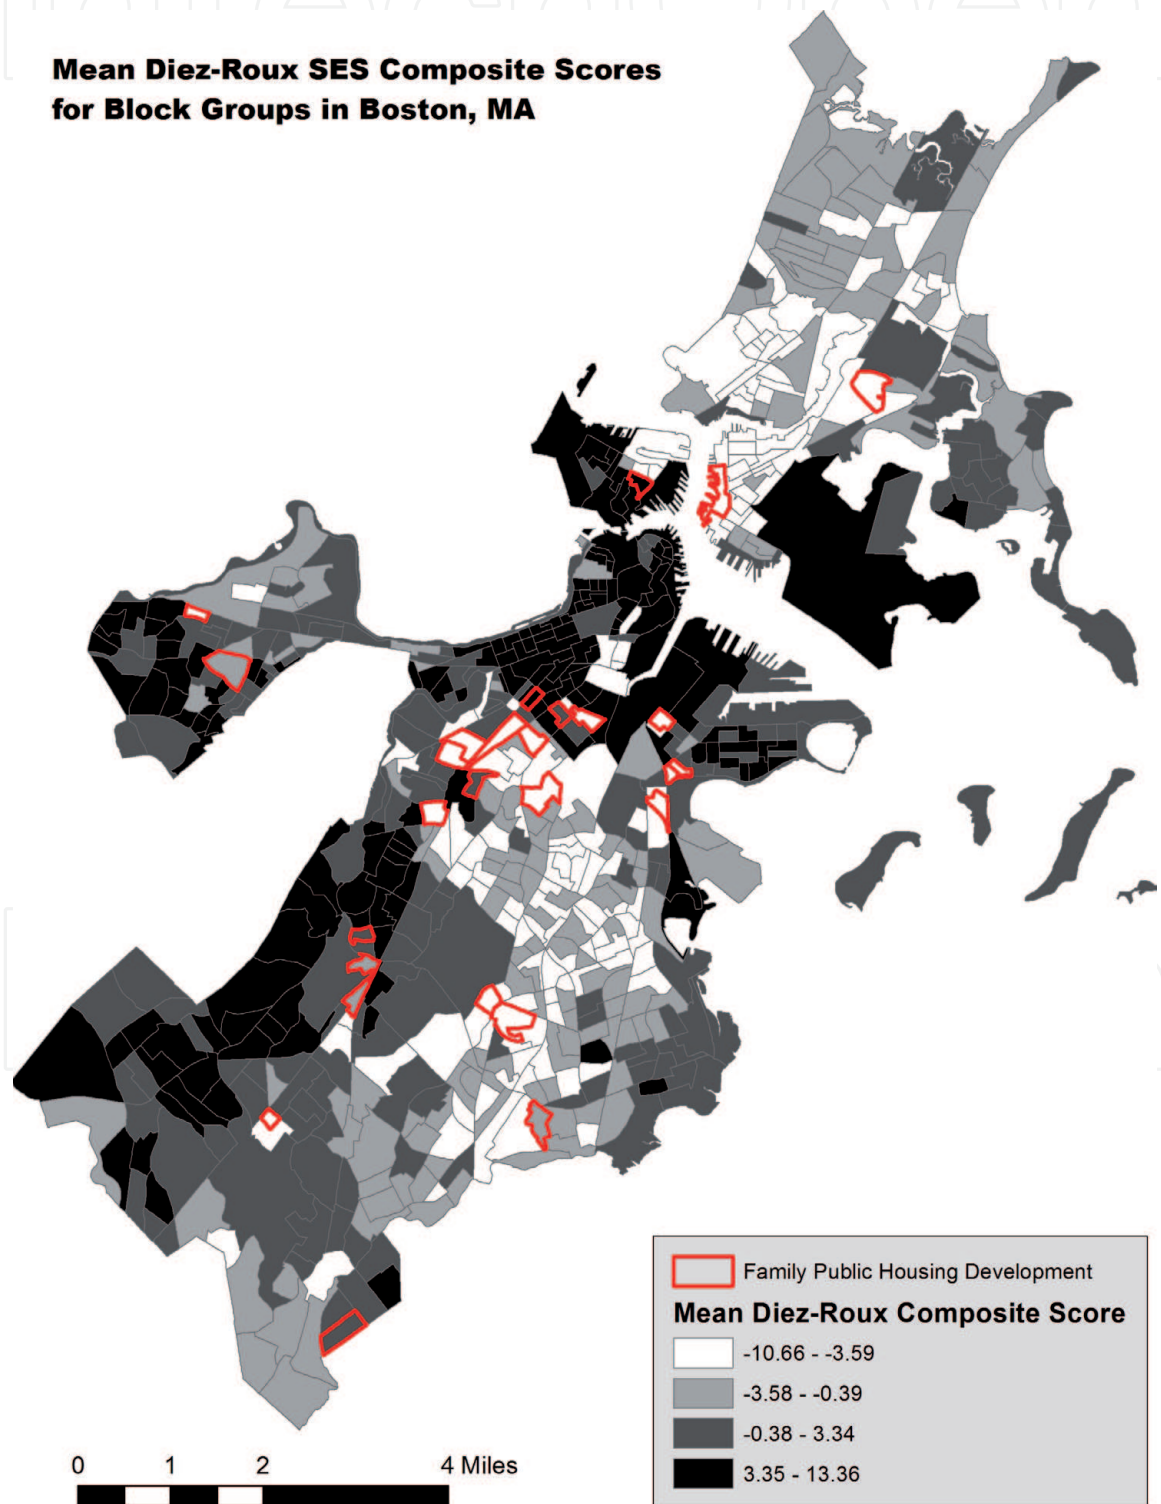 Mean Diez-Roux SES Composite Scores
for Block Groups in Boston, MA
Family Public Housing Development
Mean Diez-Roux Composite Score
-10.66 - -3.59
-3.58 - -0.39
-0.38 - 3.34
3.35 - 13.36
0 1 2 4 Miles